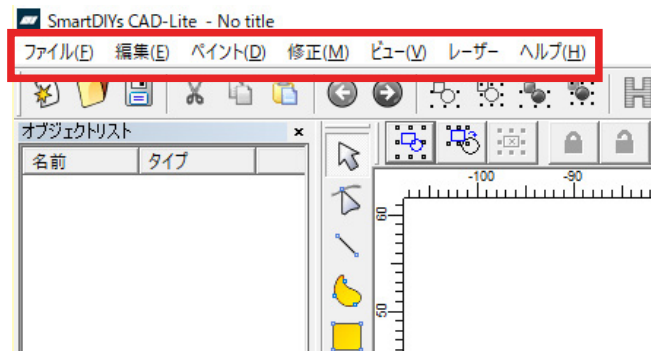 SmartDIYs CAD-Lite - No title
ファイル(F) 編集(E) ペイント(D) 修正(M) ビュー(V) レーザー ヘルプ(H)
オブジェクトリスト
名前 タイプ
-100 -90
60
50